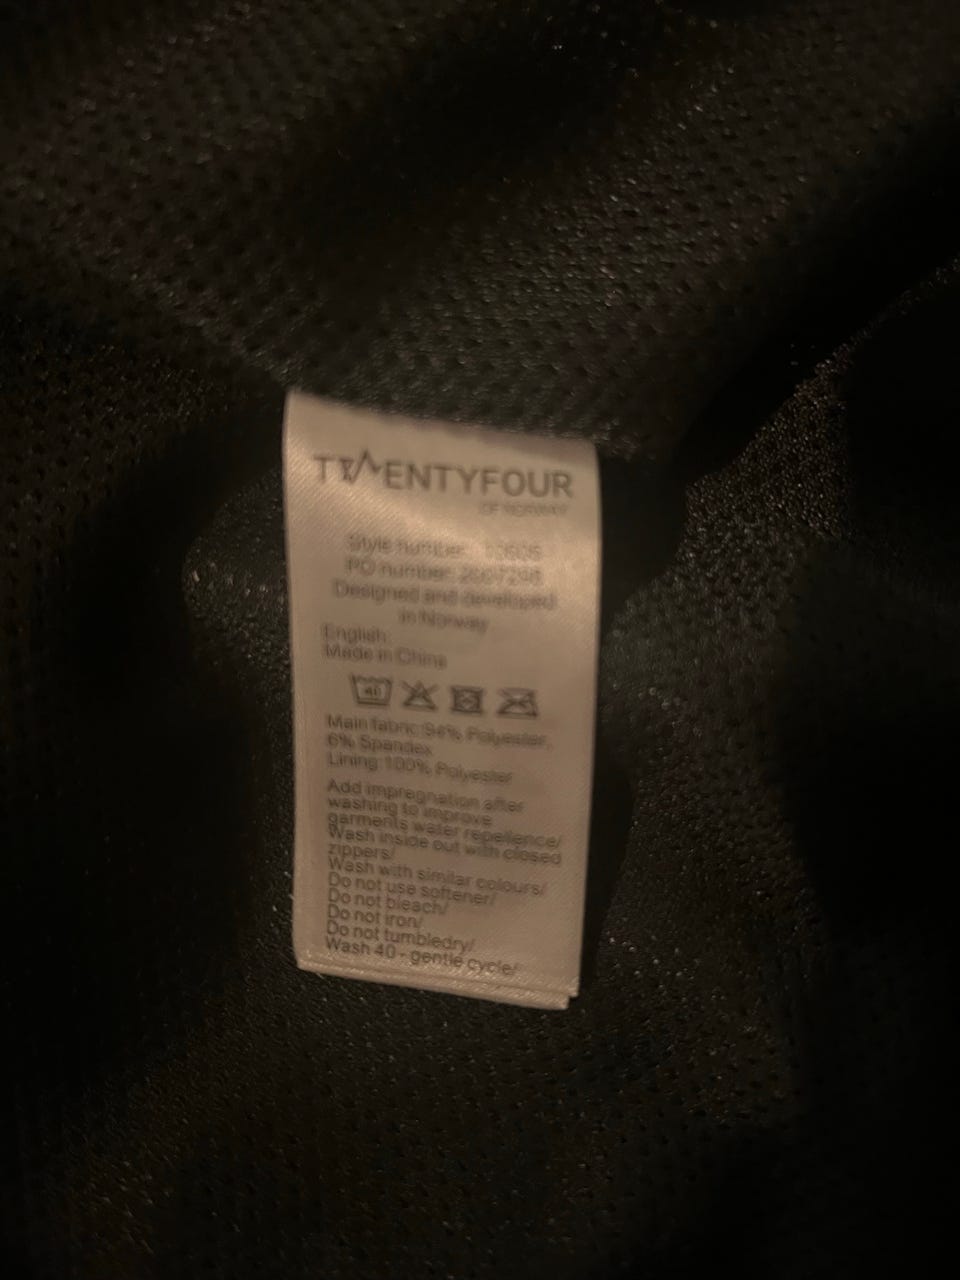 TWENTYFOUR
OF NORWAY
Style number:
PO number:
Designed and developed
in Norway
English:
Made in China
40
Main fabric:94% Polyester,
6% Spandex
Lining:100% Polyester
Add impregnation after
washing to improve
garments water repellence/
Wash inside out with closed
zippers/
Wash with similar colours/
Do not use softener/
Do not bleach/
Do not iron/
Do not tumbledry/
Wash 40 - gentle cycle/